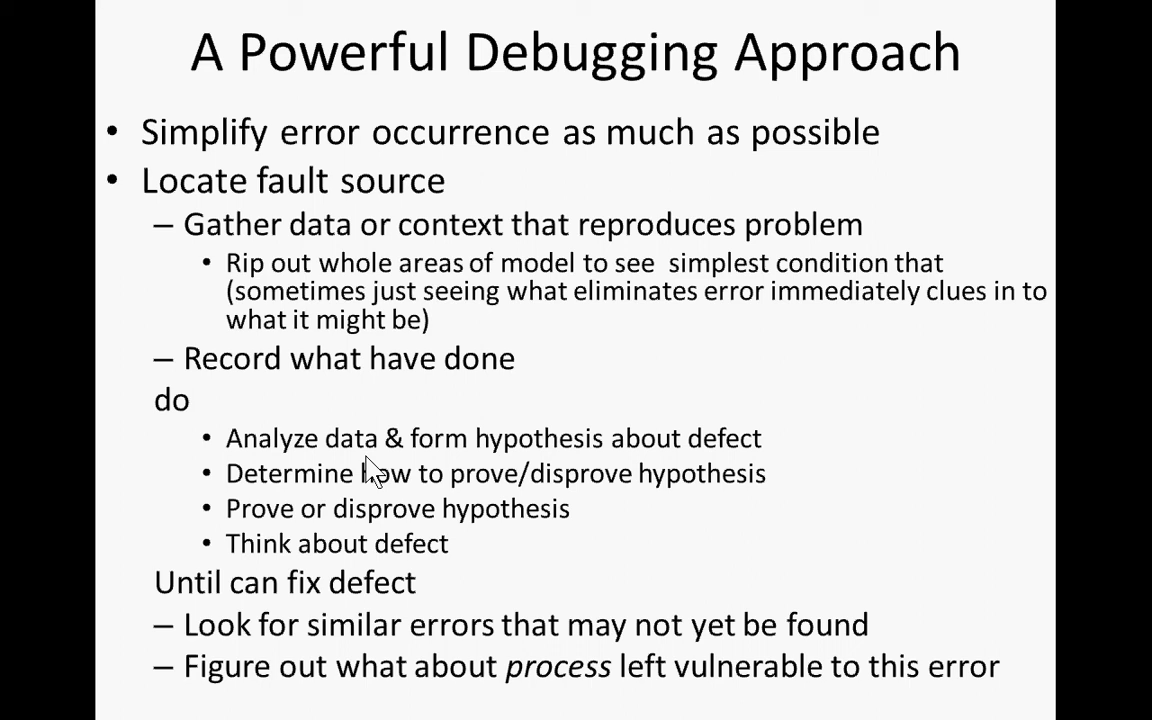 A Powerful Debugging Approach
• Simplify error occurrence as much as possible
• Locate fault source
– Gather data or context that reproduces problem
• Rip out whole areas of model to see  simplest condition that
(sometimes just seeing what eliminates error immediately clues in to
what it might be)
– Record what have done
do
• Analyze data & form hypothesis about defect
• Determine how to prove/disprove hypothesis
• Prove or disprove hypothesis
• Think about defect
Until can fix defect
– Look for similar errors that may not yet be found
– Figure out what about process left vulnerable to this error